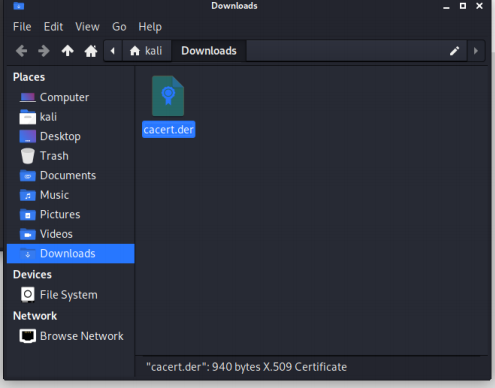 Downloads
File Edit View Go Help
kali Downloads
Places
Computer
kali
Desktop
Trash
Documents
Music
Pictures
Videos
Downloads
Devices
File System
Network
Browse Network
cacert.der
"cacert.der": 940 bytes X.509 Certificate